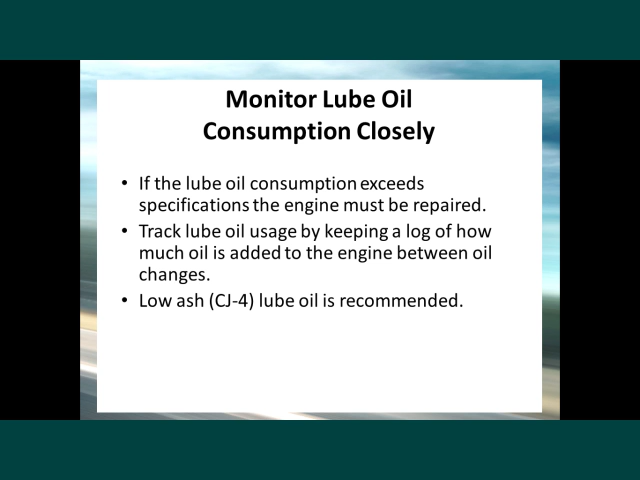 Monitor Lube Oil
Consumption Closely
• If the lube oil consumption exceeds
specifications the engine must be repaired.
• Track lube oil usage by keeping a log of how
much oil is added to the engine between oil
changes.
• Low ash (CJ-4) lube oil is recommended.